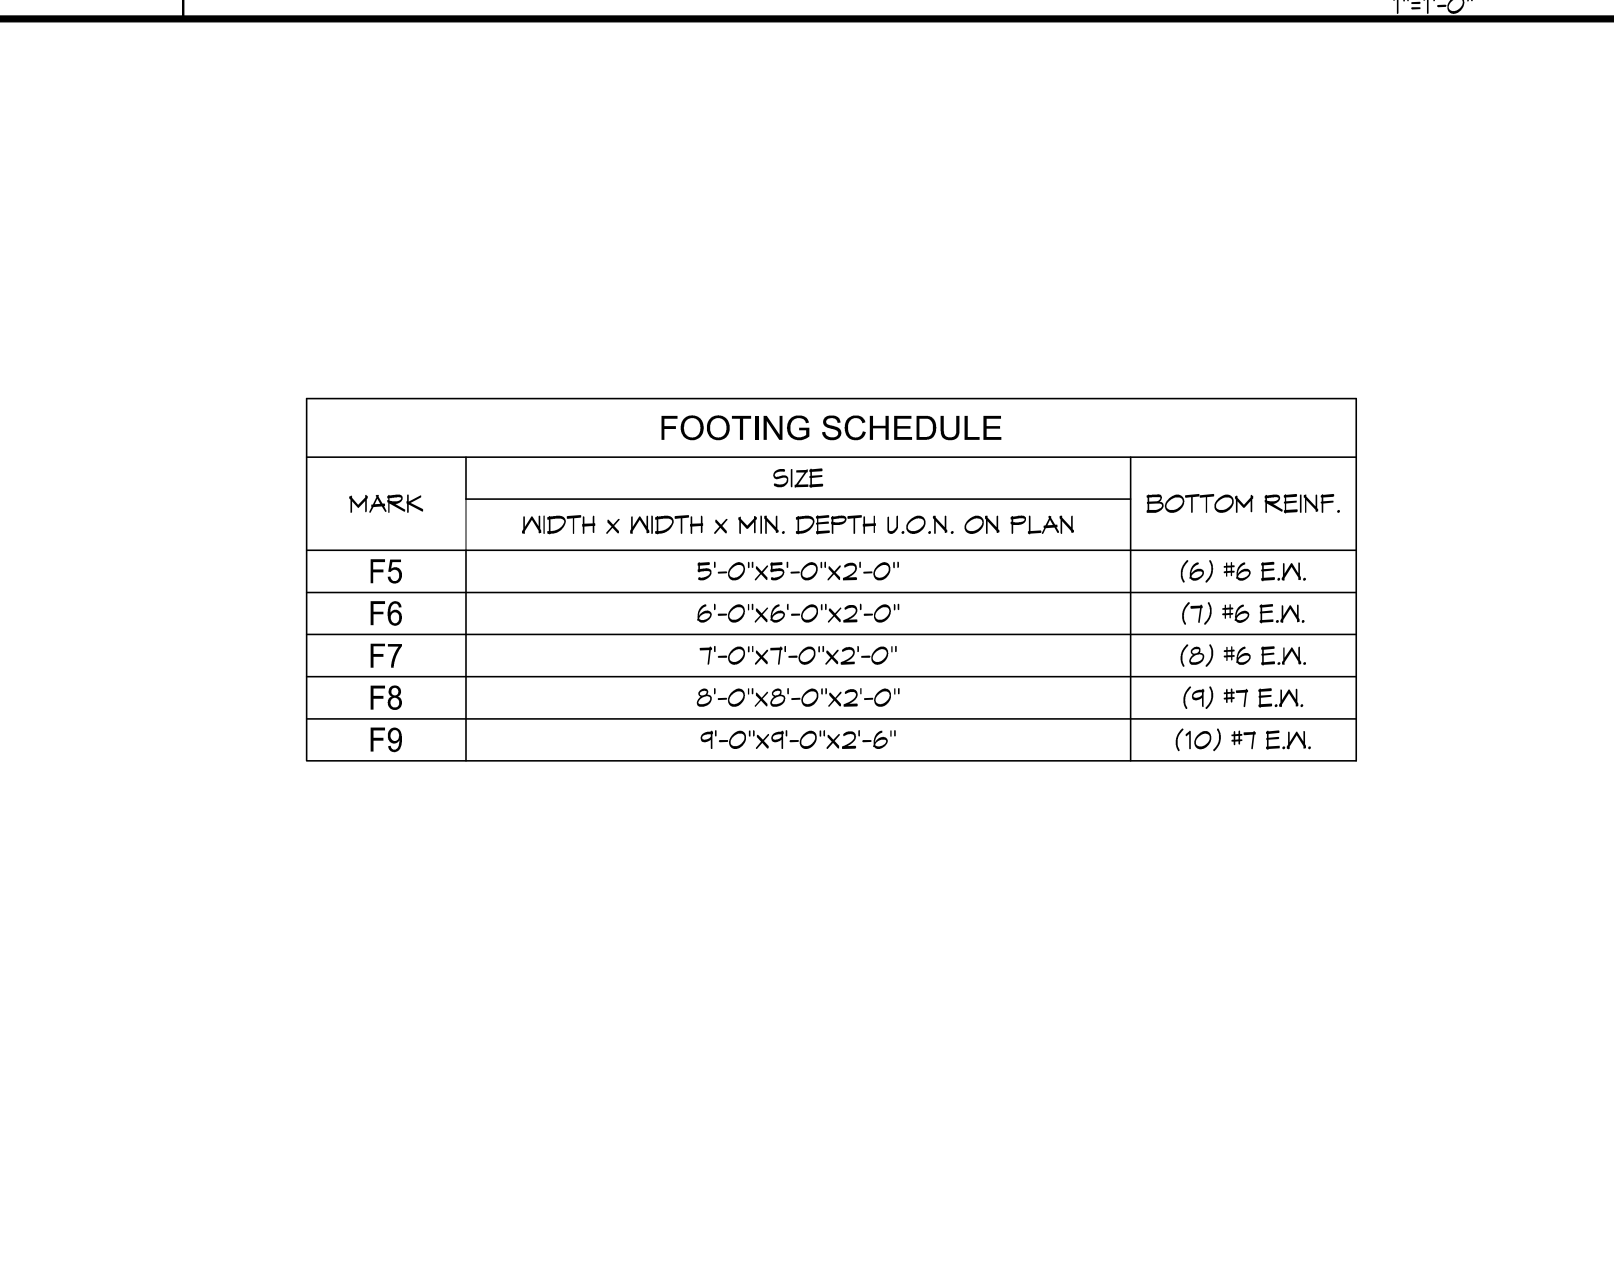 1"=1'-0"
FOOTING SCHEDULE
MARK
SIZE
WIDTH x WIDTH x MIN. DEPTH U.O.N. ON PLAN
BOTTOM REINF.
F5 5'-0"x5'-0"x2'-0" (6) #6 E.W.
F6 6'-0"x6'-0"x2'-0" (7) #6 E.W.
F7 7'-0"x7'-0"x2'-0" (8) #6 E.W.
F8 8'-0"x8'-0"x2'-0" (9) #7 E.W.
F9 9'-0"x9'-0"x2'-6" (10) #7 E.W.